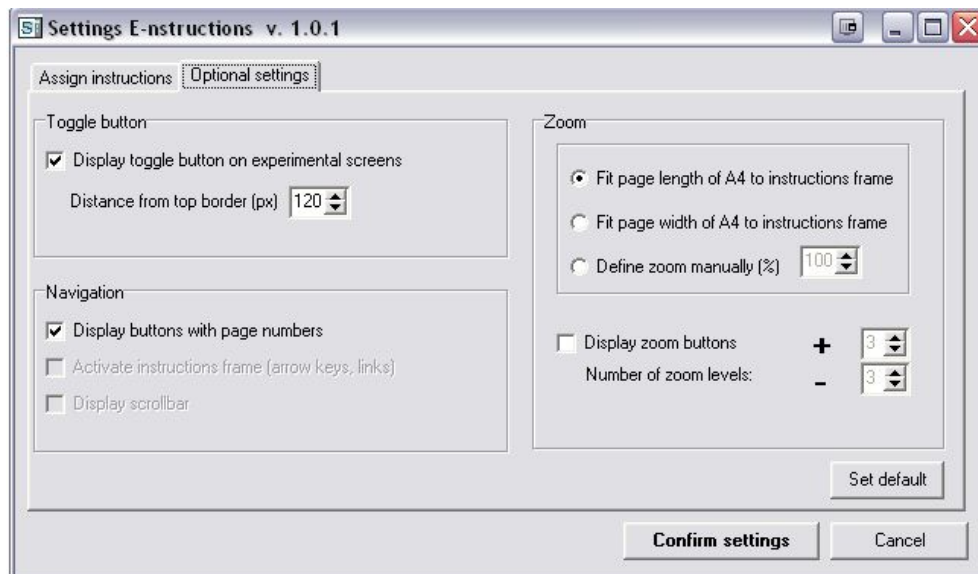 Settings E-nstructions v. 1.0.1
Assign instructions
Optional settings
Toggle button
Display toggle button on experimental screens
Distance from top border (px)
120
Navigation
Display buttons with page numbers
Activate instructions frame (arrow keys, links)
Display scrollbar
Zoom
Fit page length of A4 to instructions frame
Fit page width of A4 to instructions frame
Define zoom manually (%)
100
Display zoom buttons
+
3
Number of zoom levels:
-
3
Set default
Confirm settings
Cancel